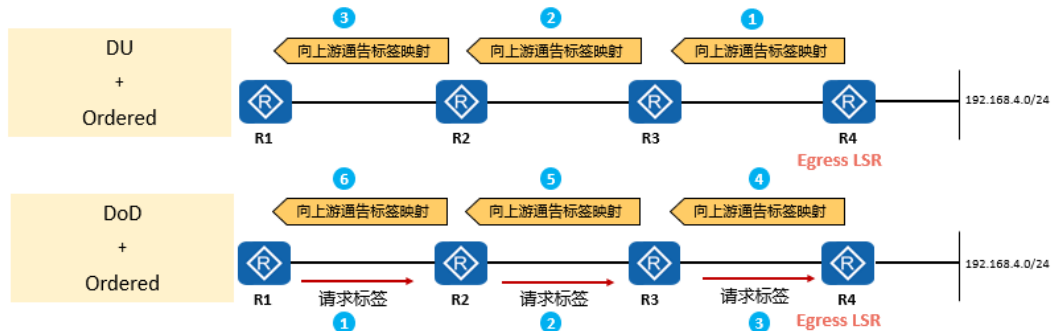 3
2
1
DU
+
Ordered
向上游通告标签映射
向上游通告标签映射
向上游通告标签映射
R
R
R
R
192.168.4.0/24
R1
R2
R3
R4
Egress LSR
6
5
4
DoD
+
Ordered
向上游通告标签映射
向上游通告标签映射
向上游通告标签映射
R
R
R
R
192.168.4.0/24
R1
请求标签
R2
请求标签
R3
请求标签
R4
1
2
3
Egress LSR